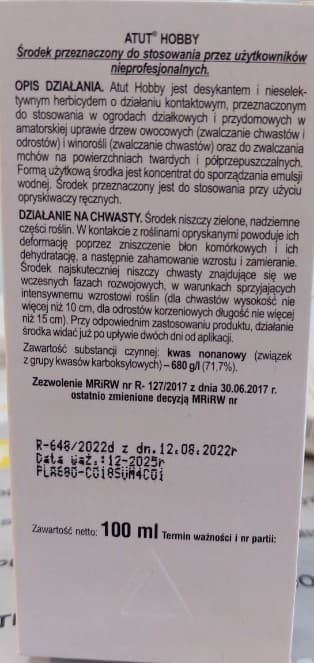 ATUT® HOBBY
Środek przeznaczony do stosowania przez użytkowników
nieprofesjonalnych.
OPIS DZIAŁANIA. Atut Hobby jest desykantem i nieselek-
tywnym herbicydem o działaniu kontaktowym, przeznaczonym
do stosowania w ogrodach działkowych i przydomowych w
amatorskiej uprawie drzew owocowych (zwalczanie chwastów i
odrostów) i winorośli (zwalczanie chwastów) oraz do zwalczania
mchów na powierzchniach twardych i półprzepuszczalnych.
Formą użytkową środka jest koncentrat do sporządzania emulsji
wodnej. Środek przeznaczony jest do stosowania przy użyciu
opryskiwaczy ręcznych.
DZIAŁANIE NA CHWASTY. Środek niszczy zielone, nadziemne
części roślin. W kontakcie z roślinami opryskanymi powoduje ich
deformację poprzez zniszczenie błon komórkowych i ich
dehydratację, a następnie zahamowanie wzrostu i zamieranie.
Środek najskuteczniej niszczy chwasty znajdujące się we
wczesnych fazach rozwojowych, w warunkach sprzyjających
intensywnemu wzrostowi roślin (dla chwastów wysokość nie
więcej niż 10 cm, dla odrostów korzeniowych długość nie więcej
niż 15 cm). Przy odpowiednim zastosowaniu produktu, działanie
środka widać już po upływie dwóch dni od aplikacji.
Zawartość substancji czynnej: kwas nonanowy (związek
z grupy kwasów karboksylowych) – 680 g/l (71,7%).
Zezwolenie MRiRW nr R- 127/2017 z dnia 30.06.2017 r.
ostatnio zmienione decyzją MRiRW nr
R-648/2022d z dn.12.08.2022r
Data waż.:12-2025r
Zawartość netto: 100 ml Termin ważności i nr partii: